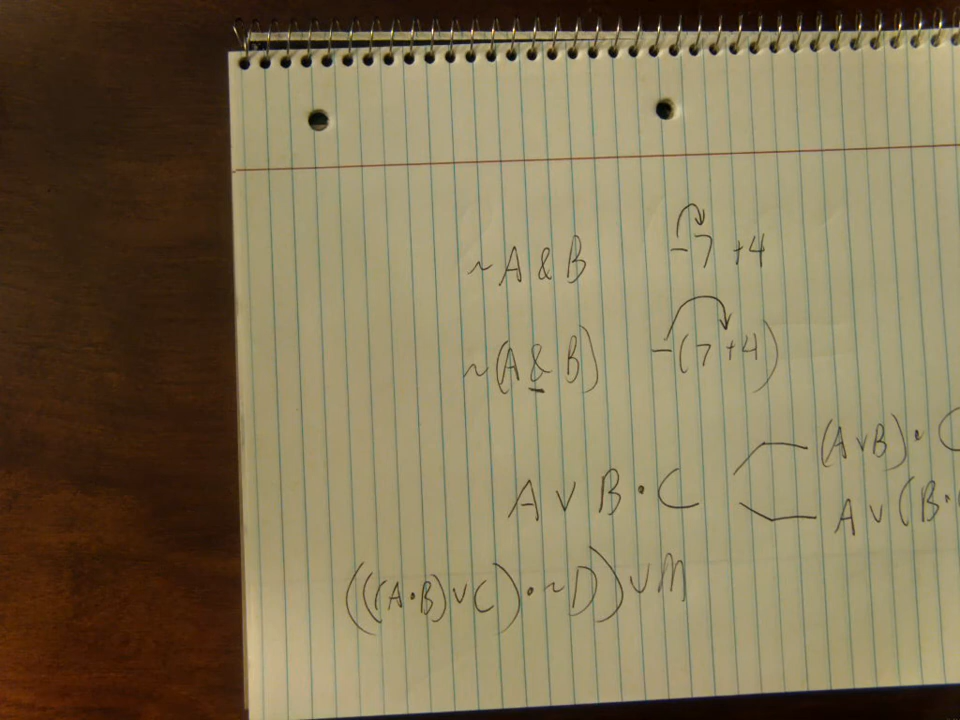 ~A & B -7 +4
~(A & B) -(7 +4)
(A v B) • C
A v B • C
A v (B •
(((A • B) v C) • ~D) v M